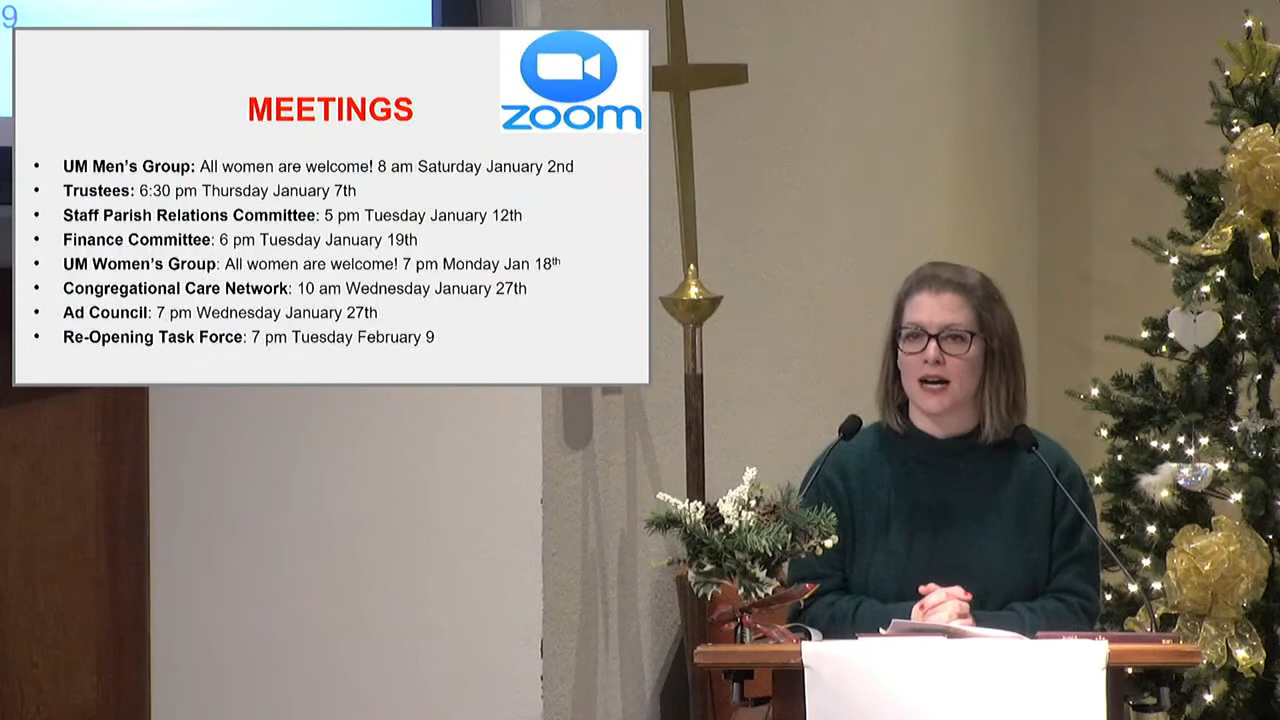 9
zoom
MEETINGS
• UM Men's Group: All women are welcome! 8 am Saturday January 2nd
• Trustees: 6:30 pm Thursday January 7th
• Staff Parish Relations Committee: 5 pm Tuesday January 12th
• Finance Committee: 6 pm Tuesday January 19th
• UM Women's Group: All women are welcome! 7 pm Monday Jan 18th
• Congregational Care Network: 10 am Wednesday January 27th
• Ad Council: 7 pm Wednesday January 27th
• Re-Opening Task Force: 7 pm Tuesday February 9